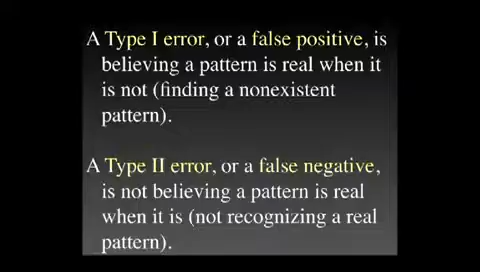 A Type I error, or a false positive, is
believing a pattern is real when it
is not (finding a nonexistent
pattern).
A Type II error, or a false negative,
is not believing a pattern is real
when it is (not recognizing a real
pattern).